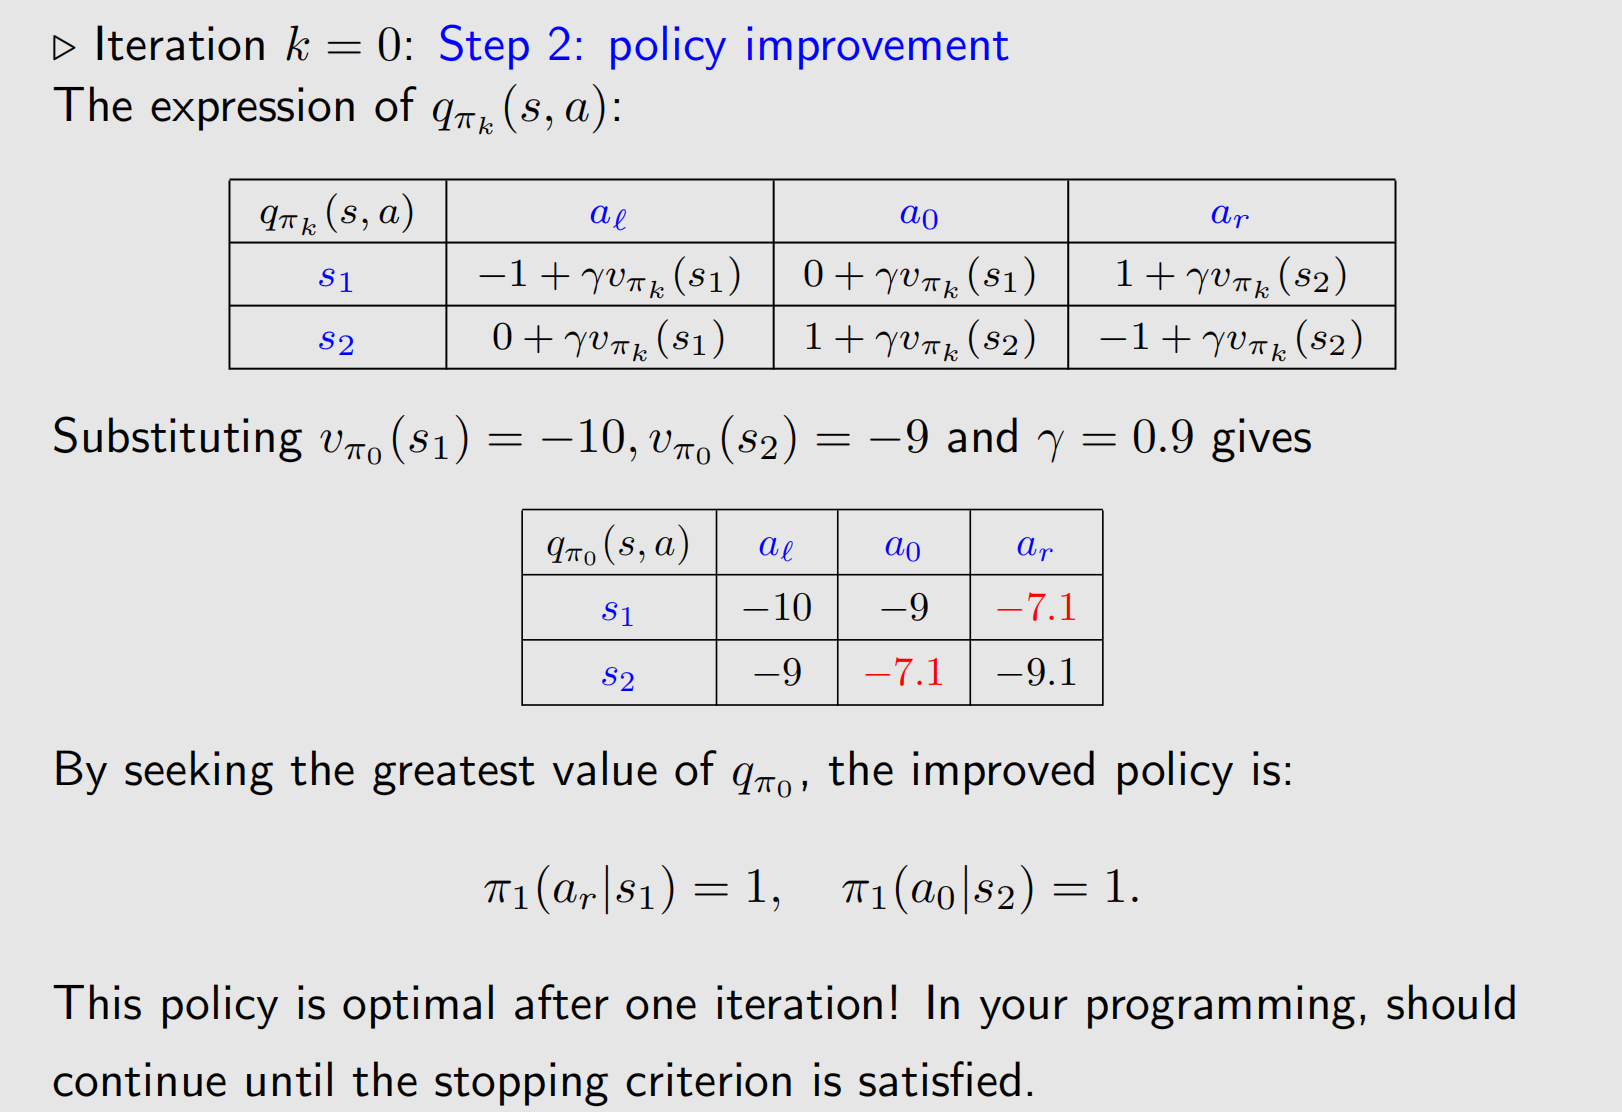 ▷ Iteration k = 0: Step 2: policy improvement
The expression of q_{π_k}(s, a):
q_{π_k}(s, a) a_ℓ a_0 a_r
s_1 −1 + γv_{π_k}(s_1) 0 + γv_{π_k}(s_1) 1 + γv_{π_k}(s_2)
s_2 0 + γv_{π_k}(s_1) 1 + γv_{π_k}(s_2) −1 + γv_{π_k}(s_2)
Substituting v_{π_0}(s_1) = −10, v_{π_0}(s_2) = −9 and γ = 0.9 gives
q_{π_0}(s, a) a_ℓ a_0 a_r
s_1 −10 −9 −7.1
s_2 −9 −7.1 −9.1
By seeking the greatest value of q_{π_0}, the improved policy is:
π_1(a_r|s_1) = 1, π_1(a_0|s_2) = 1.
This policy is optimal after one iteration! In your programming, should
continue until the stopping criterion is satisfied.